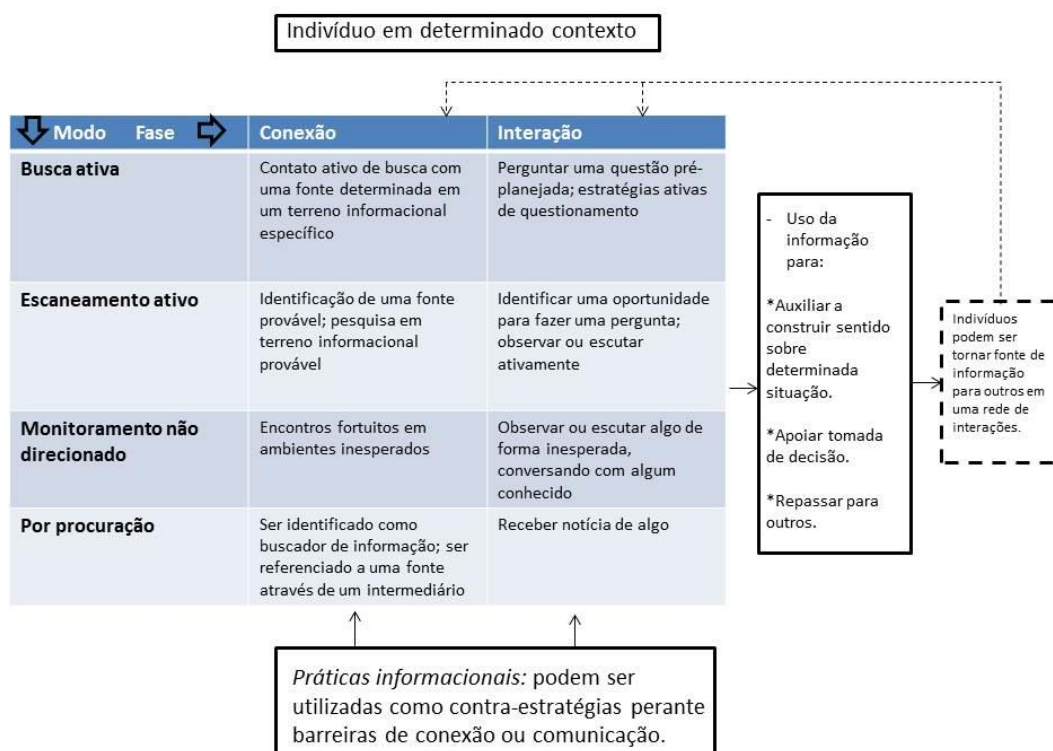 Indivíduo em determinado contexto
Modo Fase
Conexão
Interação
Busca ativa
Contato ativo de busca com
uma fonte determinada em
um terreno informacional
específico
Perguntar uma questão pré-
planejada; estratégias ativas
de questionamento
Escaneamento ativo
Identificação de uma fonte
provável; pesquisa em
terreno informacional
provável
Identificar uma oportunidade
para fazer uma pergunta;
observar ou escutar
ativamente
Monitoramento não
direcionado
Encontros fortuitos em
ambientes inesperados
Observar ou escutar algo de
forma inesperada,
conversando com algum
conhecido
Por procuração
Ser identificado como
buscador de informação; ser
referenciado a uma fonte
através de um intermediário
Receber notícia de algo
- Uso da
informação
para:
*Auxiliar a
construir sentido
sobre
determinada
situação.
*Apoiar tomada
de decisão.
*Repassar para
outros.
Indivíduos
podem ser
tornar fonte de
informação
para outros em
uma rede de
interações.
Práticas informacionais: podem ser
utilizadas como contra-estratégias perante
barreiras de conexão ou comunicação.